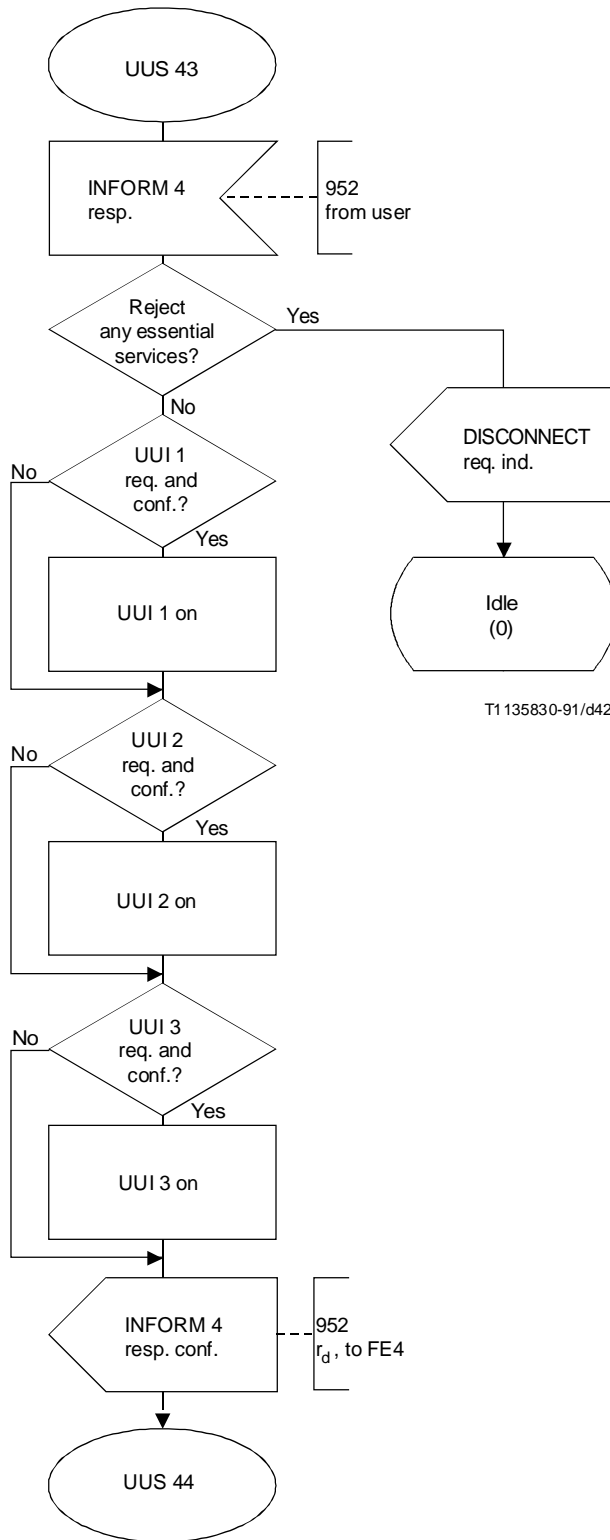 UUS 43
INFORM 4
resp.
952
from user
Reject
any essential
services?
Yes
No
UUI 1
req. and
conf.?
No
Yes
DISCONNECT
req. ind.
UUI 1 on
Idle
(0)
T1135830-91/d42
UUI 2
req. and
conf.?
No
Yes
UUI 2 on
UUI 3
req. and
conf.?
No
Yes
UUI 3 on
INFORM 4
resp. conf.
952
rd , to FE4
UUS 44